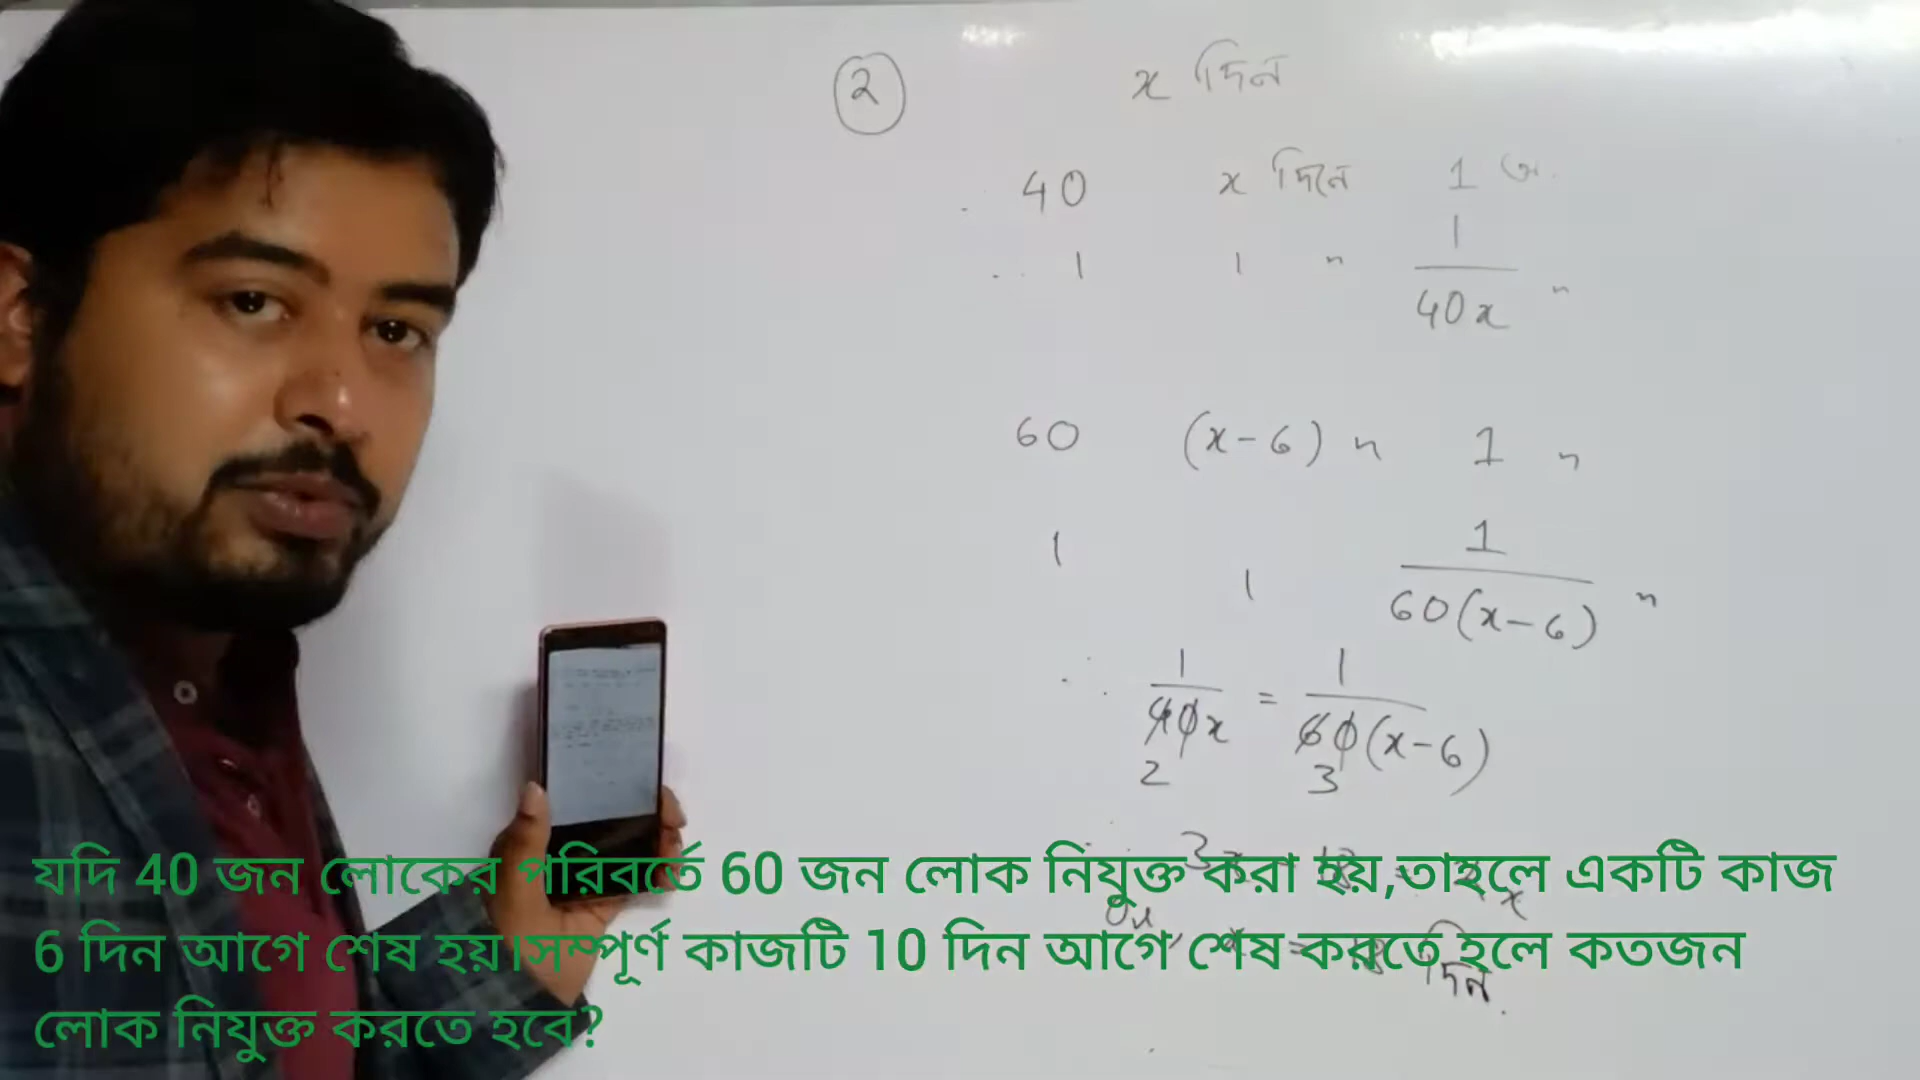 ২ x দিন
40 x দিনে 1 অ.
∴ 1 1 " 1/40x "
60 (x-6) " 1 "
1 1 1/60(x-6) "
∴ 1/40x = 1/60(x-6)
2 3
যদি 40 জন লোকের পরিবর্তে 60 জন লোক নিযুক্ত করা হয়,তাহলে একটি কাজ
6 দিন আগে শেষ হয়।সম্পূর্ণ কাজটি 10 দিন আগে শেষ করতে হলে কতজন
লোক নিযুক্ত করতে হবে?
দিন.